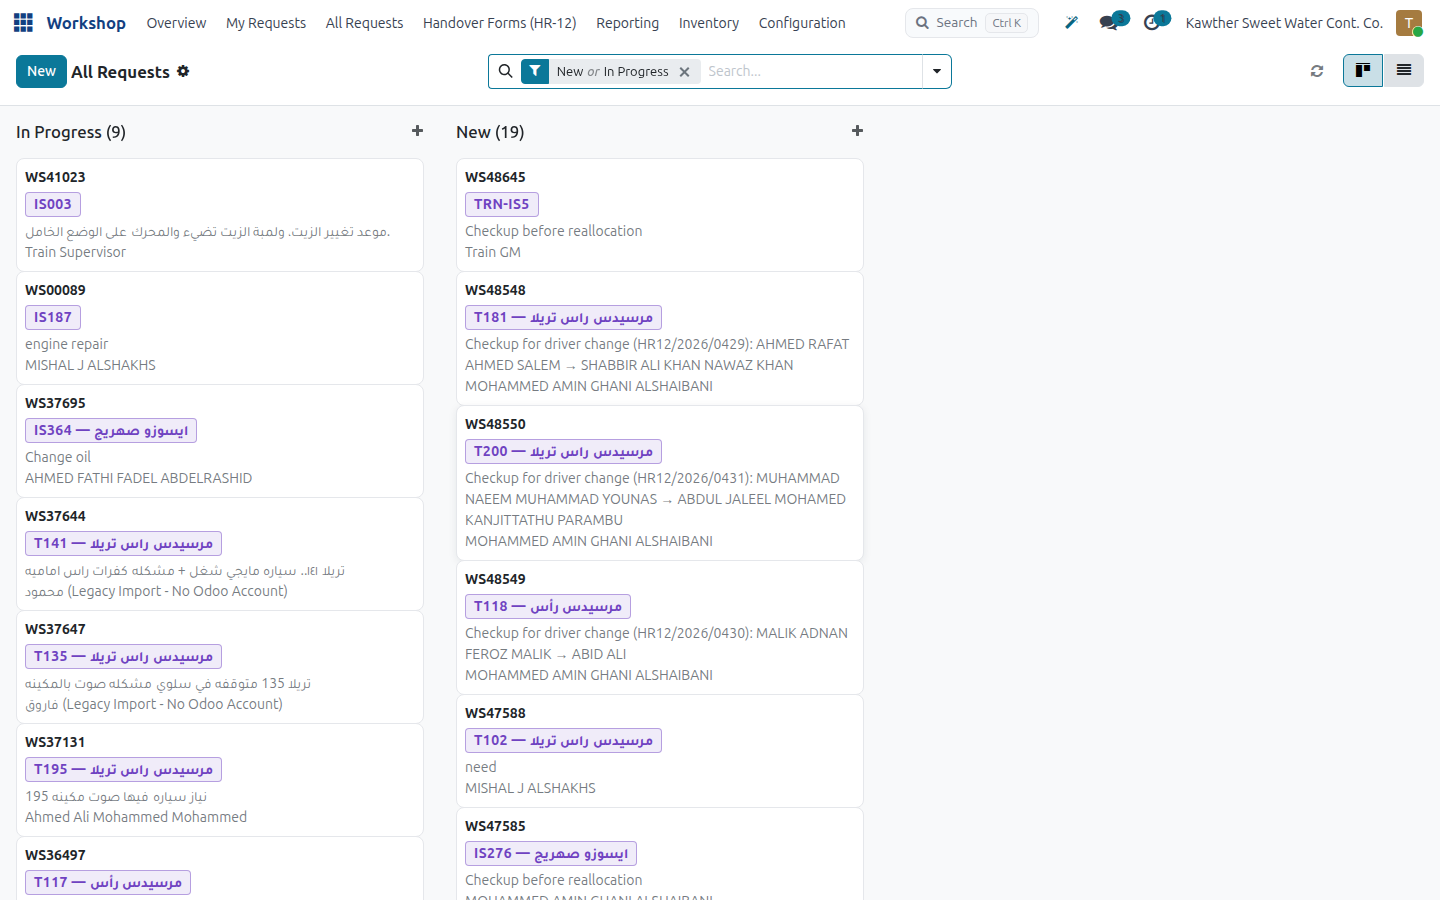 Workshop
Overview
My Requests
All Requests
Handover Forms (HR-12)
Reporting
Inventory
Configuration
Search
Ctrl K
Kawther Sweet Water Cont. Co.
T
New
All Requests
New or In Progress
Search...
In Progress (9)
WS41023
IS003
موعد تغيير الزيت. ولمبة الزيت تضيء والمحرك على الوضع الخامل.
Train Supervisor
WS00089
IS187
engine repair
MISHAL J ALSHAKHS
WS37695
IS364 — ايسوزو صهريج
Change oil
AHMED FATHI FADEL ABDELRASHID
WS37644
T141 — مرسيدس راس تريلا
تريلا ١٤١.. سياره مايجي شغل + مشكله كفرات راس اماميه
محمود (Legacy Import - No Odoo Account)
WS37647
T135 — مرسيدس راس تريلا
تريلا 135 متوقفه في سلوي مشكله صوت بالمكينه
فاروق (Legacy Import - No Odoo Account)
WS37131
T195 — مرسيدس راس تريلا
نياز سياره فيها صوت مكينه 195
Ahmed Ali Mohammed Mohammed
WS36497
T117 — مرسيدس رأس
New (19)
WS48645
TRN-IS5
Checkup before reallocation
Train GM
WS48548
T181 — مرسيدس راس تريلا
Checkup for driver change (HR12/2026/0429): AHMED RAFAT
AHMED SALEM → SHABBIR ALI KHAN NAWAZ KHAN
MOHAMMED AMIN GHANI ALSHAIBANI
WS48550
T200 — مرسيدس راس تريلا
Checkup for driver change (HR12/2026/0431): MUHAMMAD
NAEEM MUHAMMAD YOUNAS → ABDUL JALEEL MOHAMED
KANJITTATHU PARAMBU
MOHAMMED AMIN GHANI ALSHAIBANI
WS48549
T118 — مرسيدس رأس
Checkup for driver change (HR12/2026/0430): MALIK ADNAN
FEROZ MALIK → ABID ALI
MOHAMMED AMIN GHANI ALSHAIBANI
WS47588
T102 — مرسيدس راس تريلا
need
MISHAL J ALSHAKHS
WS47585
IS276 — ايسوزو صهريج
Checkup before reallocation
MOHAMMED AMIN GHANI ALSHAIBANI